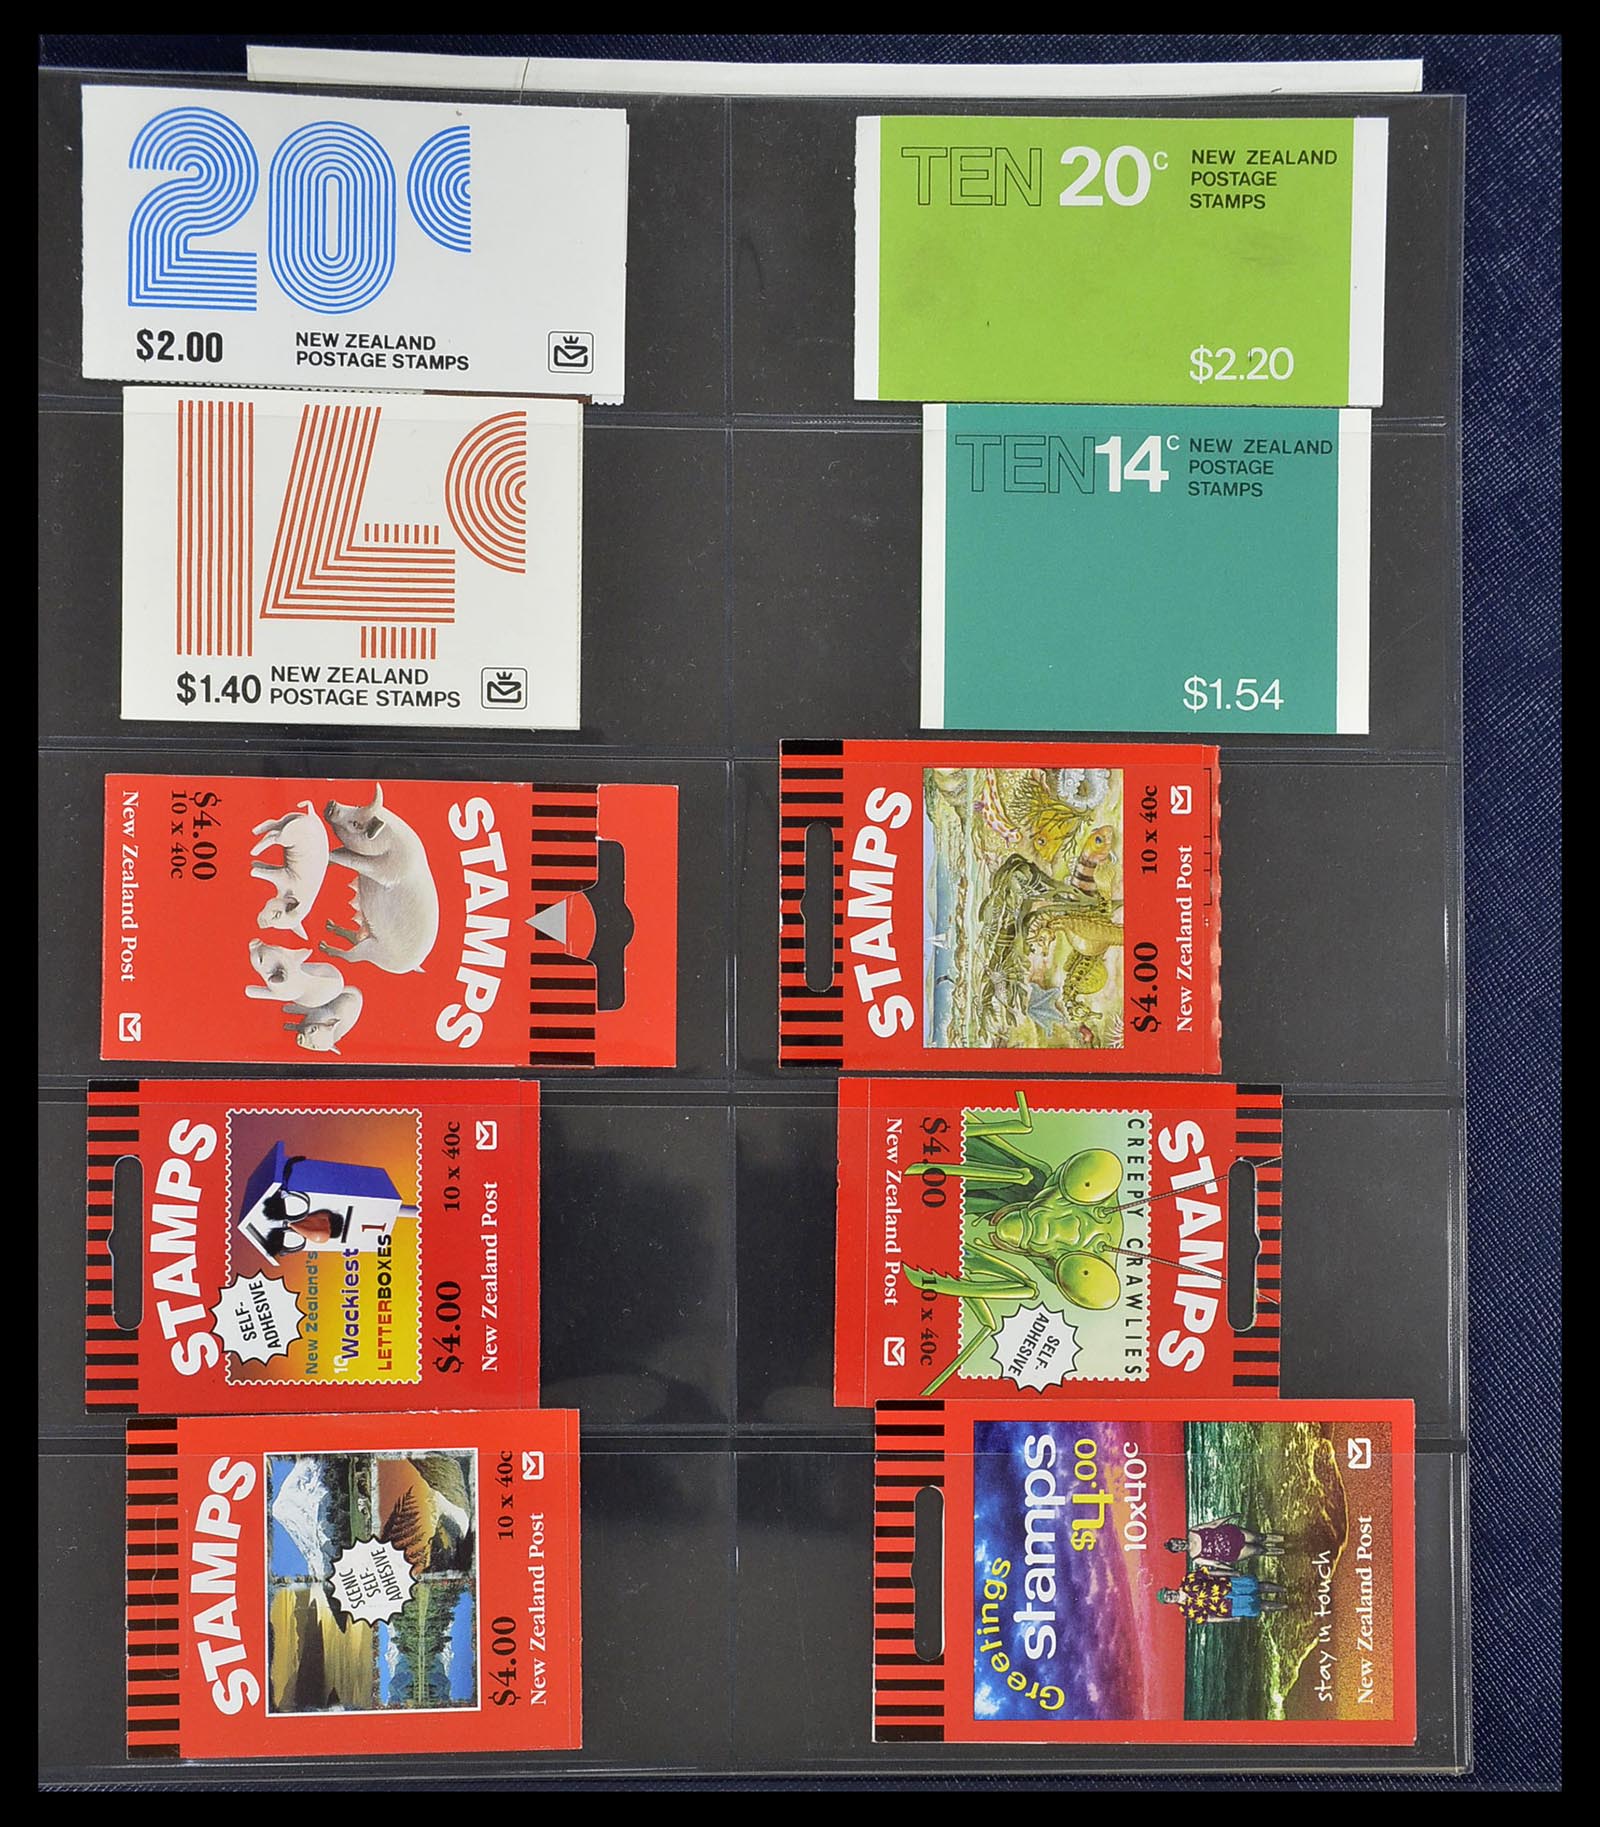 20c
$2.00
NEW ZEALAND
POSTAGE STAMPS
TEN 20c
NEW ZEALAND
POSTAGE
STAMPS
$2.20
14c
$1.40
NEW ZEALAND
POSTAGE STAMPS
TEN 14c
NEW ZEALAND
POSTAGE
STAMPS
$1.54
STAMPS
$4.00
10 x 40c
New Zealand Post
STAMPS
$4.00
10 x 40c
New Zealand Post
STAMPS
SELF-
ADHESIVE
New Zealand's
10 Wackiest
LETTERBOXES!
$4.00
10 x 40c
New Zealand Post
STAMPS
CREEPY CRAWLIES
SELF-
ADHESIVE
$4.00
10 x 40c
New Zealand Post
STAMPS
SCENIC
SELF-
ADHESIVE
$4.00
10 x 40c
New Zealand Post
Greetings
stamps
$4.00
10x40c
stay in touch
New Zealand Post